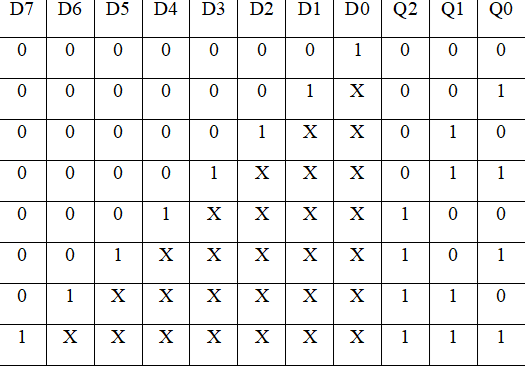 D7 D6 D5 D4 D3 D2 D1 D0 Q2 Q1 Q0
0 0 0 0 0 0 0 1 0 0 0
0 0 0 0 0 0 1 X 0 0 1
0 0 0 0 0 1 X X 0 1 0
0 0 0 0 1 X X X 0 1 1
0 0 0 1 X X X X 1 0 0
0 0 1 X X X X X 1 0 1
0 1 X X X X X X 1 1 0
1 X X X X X X X 1 1 1